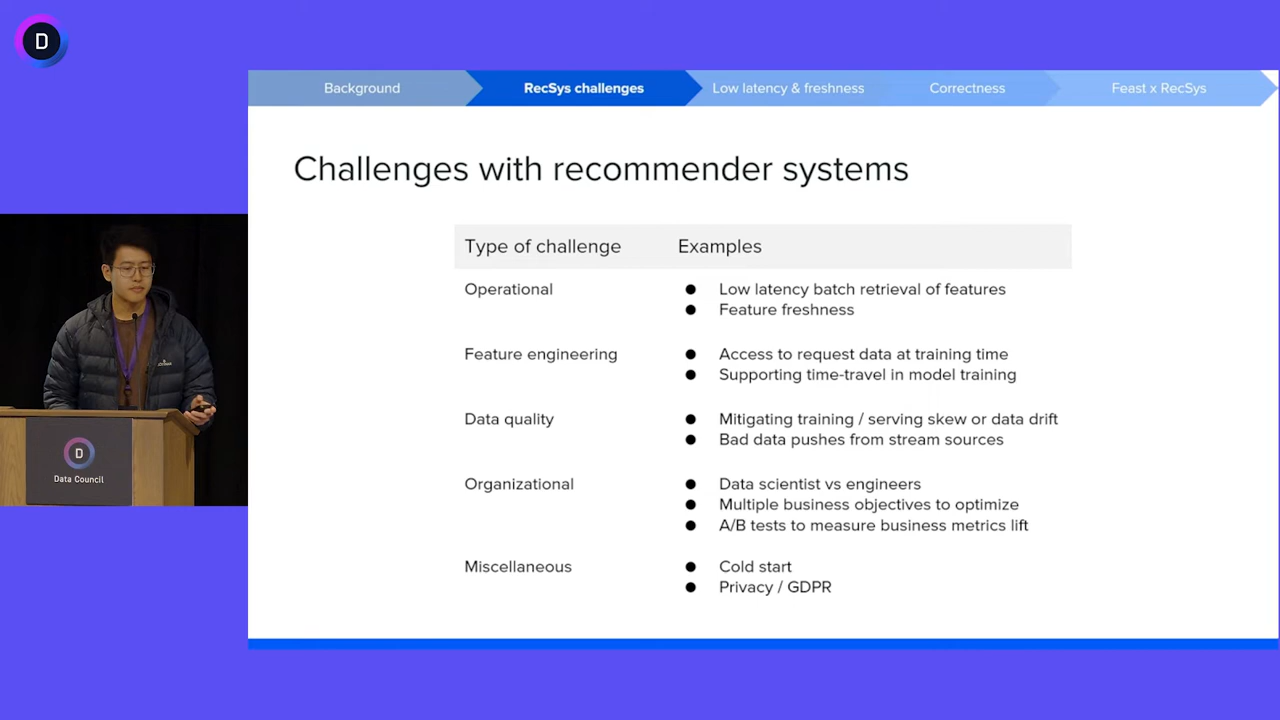 D
Background
RecSys challenges
Low latency & freshness
Correctness
Feast x RecSys
Challenges with recommender systems
Type of challenge
Examples
Operational
● Low latency batch retrieval of features
● Feature freshness
Feature engineering
● Access to request data at training time
● Supporting time-travel in model training
Data quality
● Mitigating training / serving skew or data drift
● Bad data pushes from stream sources
Organizational
● Data scientist vs engineers
● Multiple business objectives to optimize
● A/B tests to measure business metrics lift
Miscellaneous
● Cold start
● Privacy / GDPR
D
Data Council